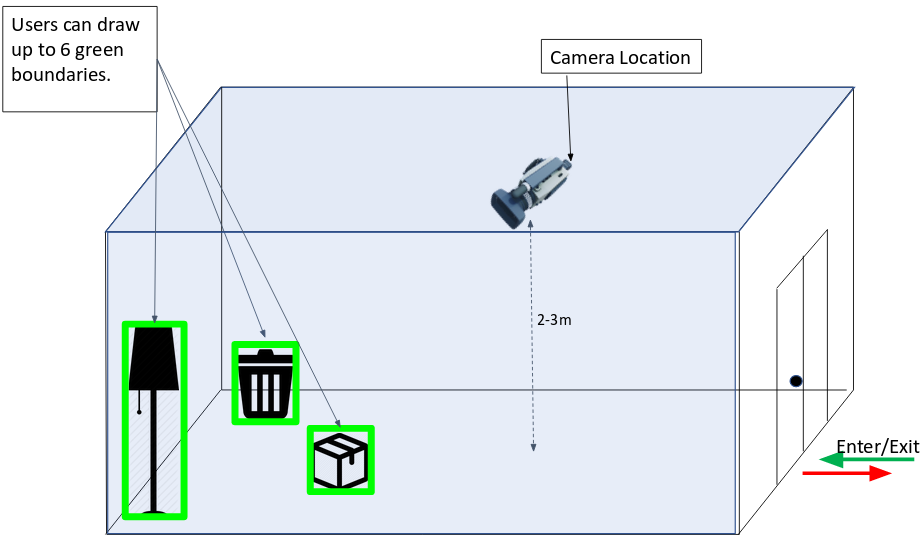 Users can draw
up to 6 green
boundaries.
Camera Location
2-3m
Enter/Exit